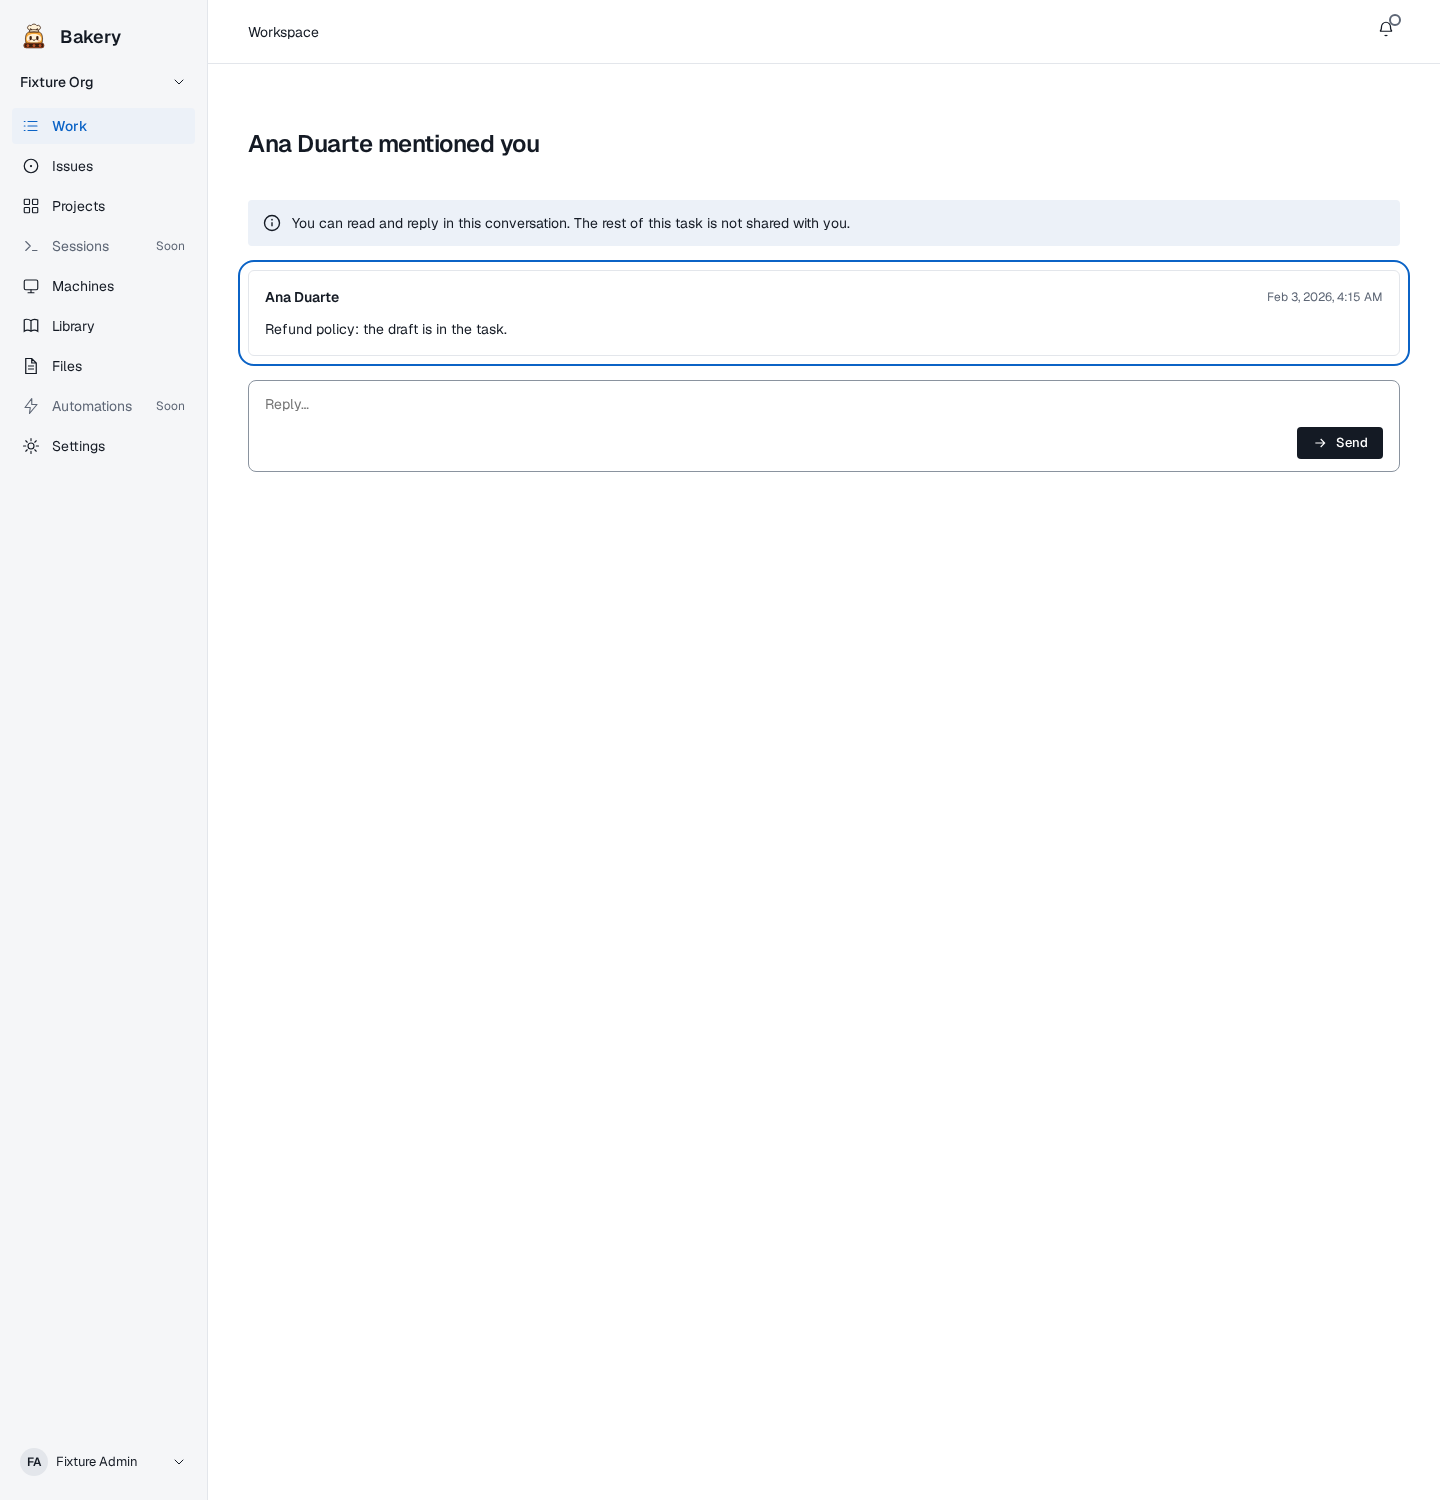 Bakery
Fixture Org
Work
Issues
Projects
Sessions Soon
Machines
Library
Files
Automations Soon
Settings
FA Fixture Admin
Workspace
Ana Duarte mentioned you
You can read and reply in this conversation. The rest of this task is not shared with you.
Ana Duarte Feb 3, 2026, 4:15 AM
Refund policy: the draft is in the task.
Reply...
Send